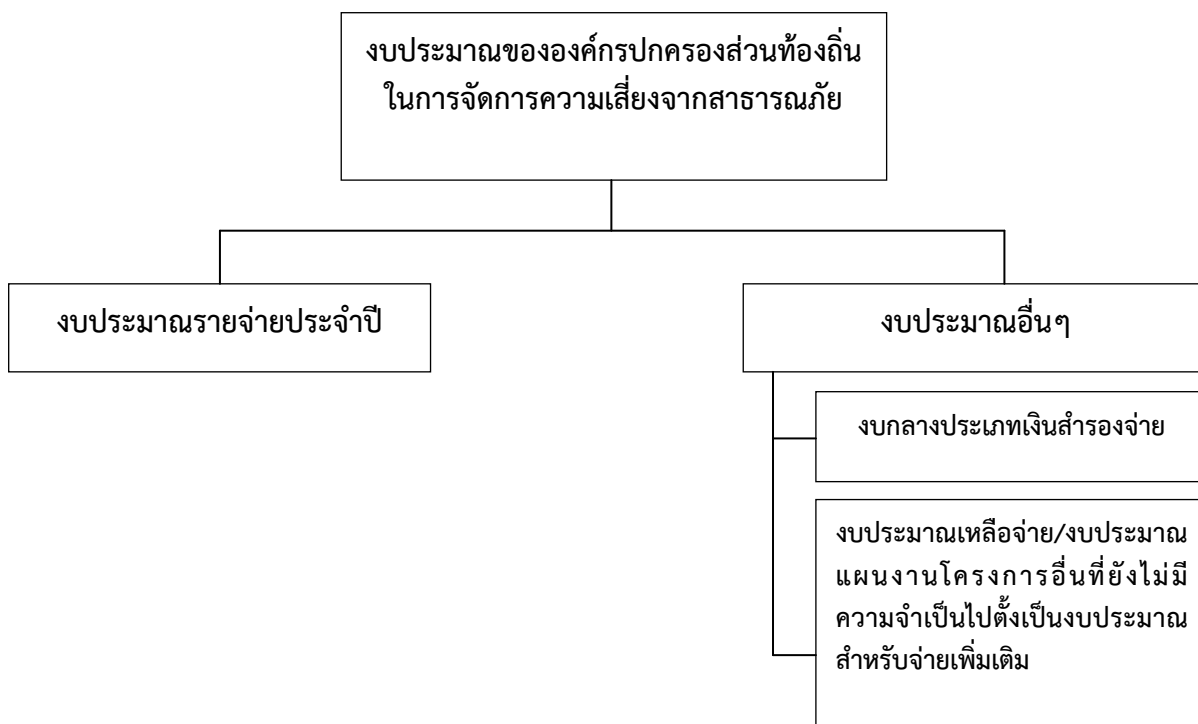 งบประมาณขององค์กรปกครองส่วนท้องถิ่น
ในการจัดการความเสี่ยงจากสาธารณภัย
งบประมาณรายจ่ายประจำปี
งบประมาณอื่นๆ
งบกลางประเภทเงินสำรองจ่าย
งบประมาณเหลือจ่าย/งบประมาณ
แผนงานโครงการอื่นที่ยังไม่มี
ความจำเป็นไปตั้งเป็นงบประมาณ
สำหรับจ่ายเพิ่มเติม